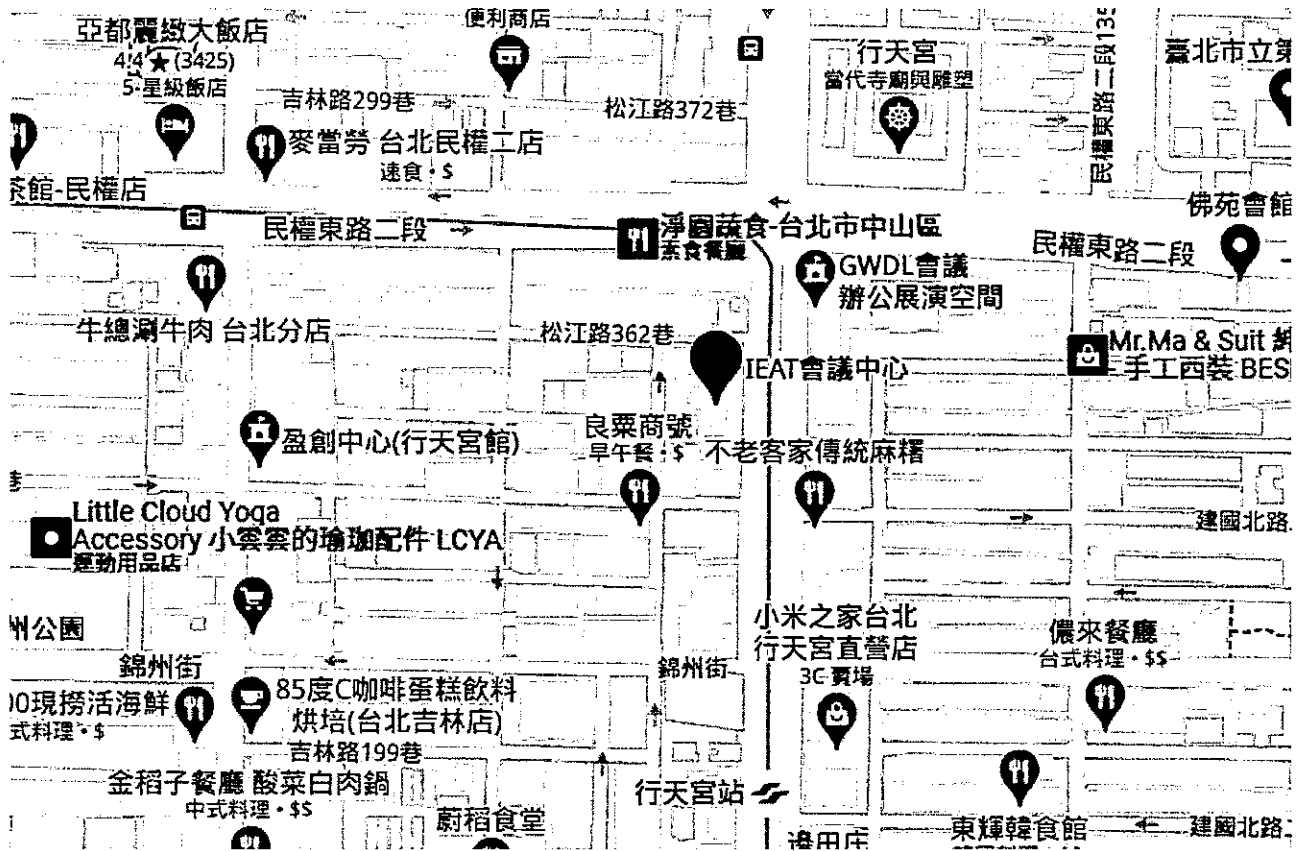 便利商店
亞都麗緻大飯店
4.4★(3425)
5-星級飯店
行天宮
當代寺廟與雕塑
臺北市立第
民權東路二段135
吉林路299巷
松江路372巷
麥當勞 台北民權二店
速食·$
茶館-民權店
佛苑會館
民權東路二段
淨園蔬食-台北市中山區
素食餐廳
民權東路二段
GWDL會議
辦公展演空間
牛總涮牛肉 台北分店
松江路362巷
Mr.Ma & Suit
手工西裝 BES
IEAT會議中心
良粟商號
早午餐·$
盈創中心(行天宮館)
不老客家傳統麻糬
巷
Little Cloud Yoga
Accessory 小雲雲的瑜珈配件 LCYA
運動用品店
建國北路
州公園
小米之家台北
行天宮直營店
3C 賣場
儂來餐廳
台式料理·$$
錦州街
錦州街
00現撈活海鮮
式料理·$
85度C咖啡蛋糕飲料
烘培(台北吉林店)
吉林路199巷
金稻子餐廳 酸菜白肉鍋
中式料理·$$
行天宮站
蔚稻食堂
邊田庄
東輝韓食館
建國北路